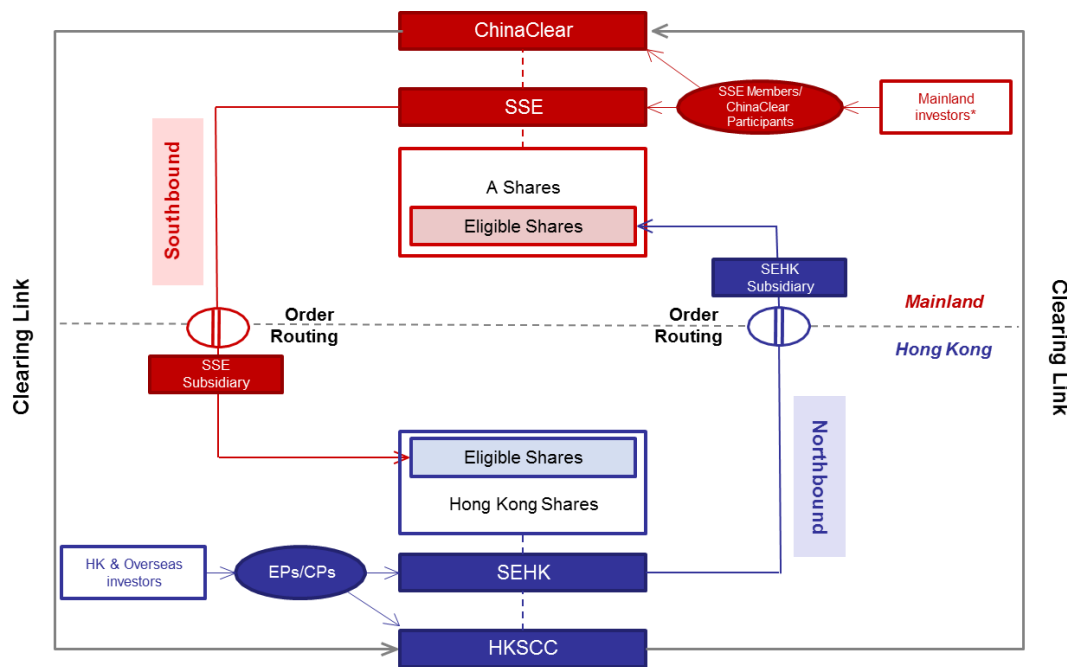 ChinaClear
SSE
SSE Members/
ChinaClear
Participants
Mainland
investors*
Southbound
A Shares
Eligible Shares
SEHK
Subsidiary
Clearing Link
Order
Routing
Order
Routing
Mainland
Hong Kong
Clearing Link
SSE
Subsidiary
Eligible Shares
Hong Kong Shares
Northbound
HK & Overseas
investors
EPs/CPs
SEHK
HKSCC